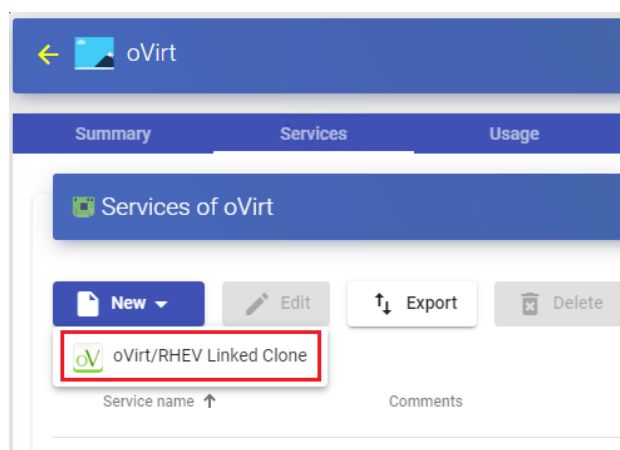 oVirt
Summary Services Usage
Services of oVirt
New Edit Export Delete
oV oVirt/RHEV Linked Clone
Service name Comments